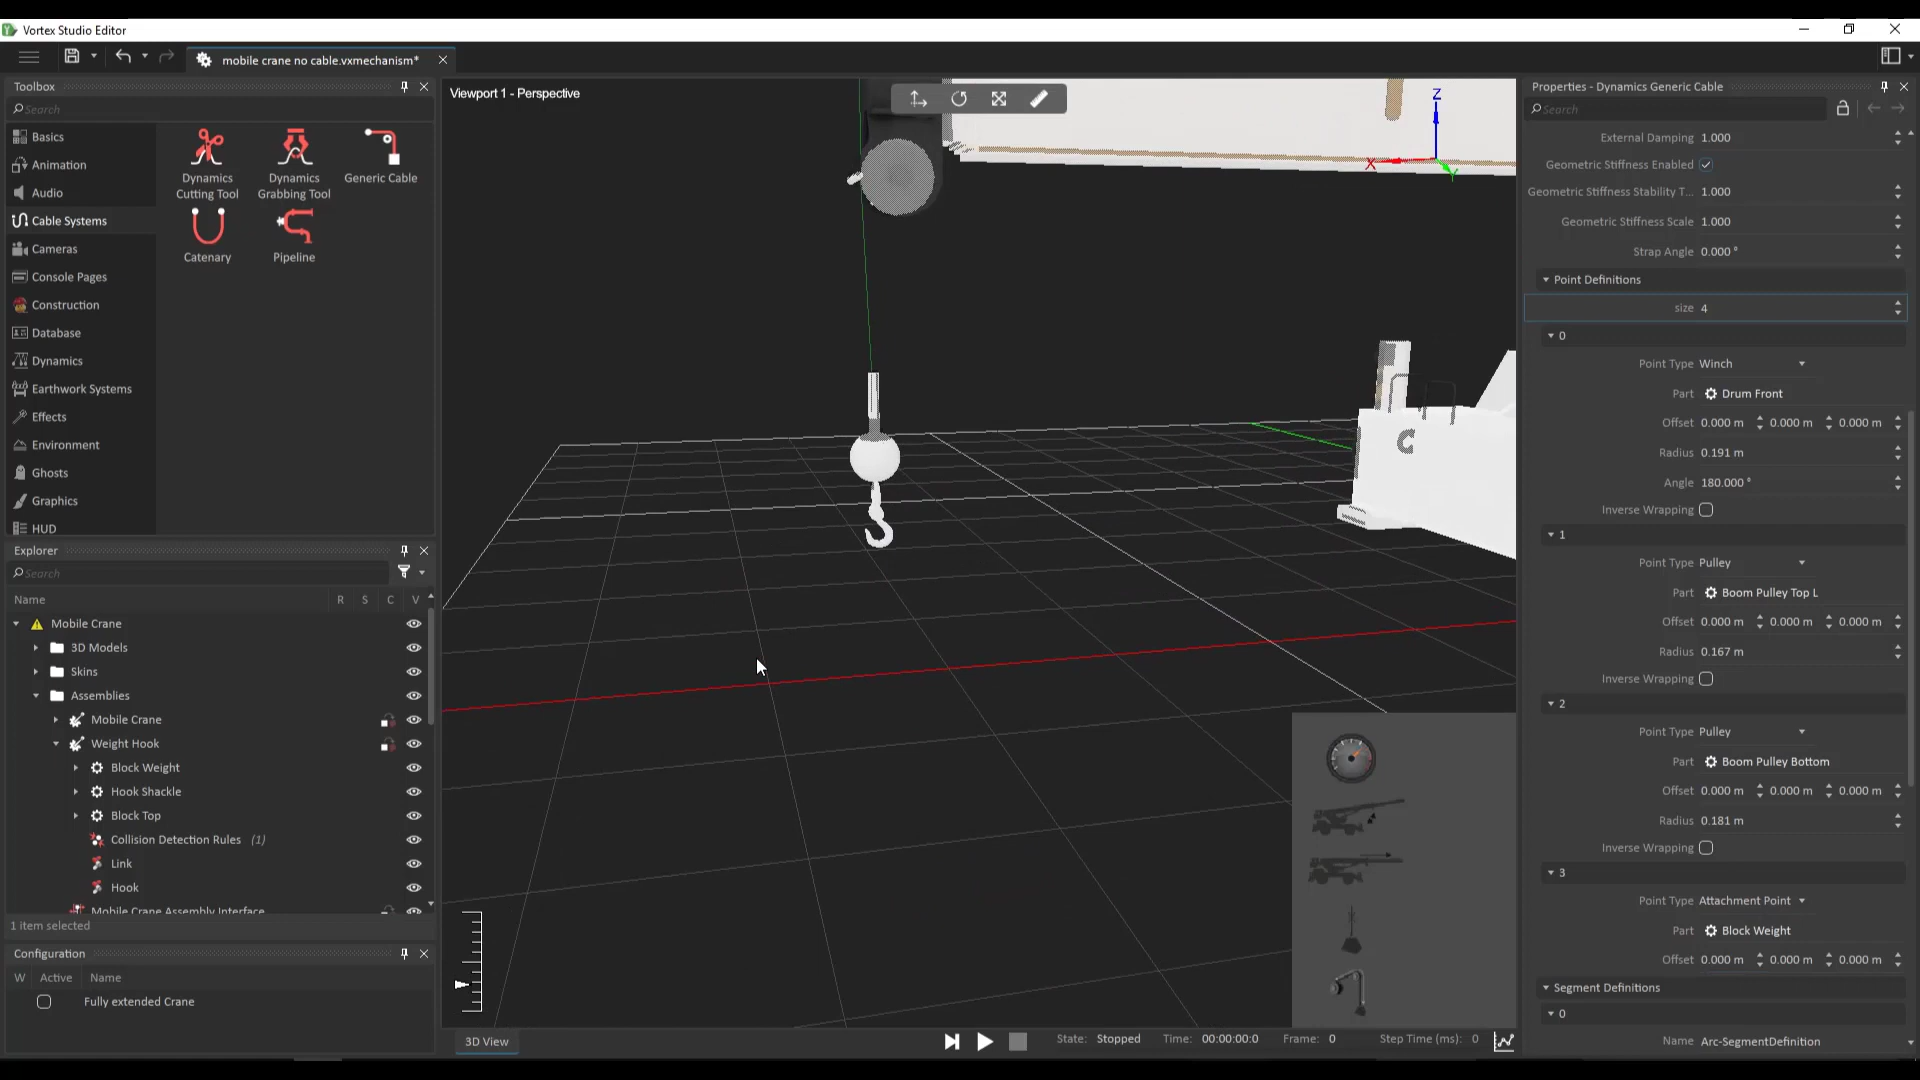 Vortex Studio Editor
mobile crane no cable.vxmechanism*
Toolbox
Search
Basics
Animation
Audio
Cable Systems
Cameras
Console Pages
Construction
Database
Dynamics
Earthwork Systems
Effects
Environment
Ghosts
Graphics
HUD
Dynamics
Cutting Tool
Dynamics
Grabbing Tool
Generic Cable
Catenary
Pipeline
Explorer
Search
Name R S C V
Mobile Crane
3D Models
Skins
Assemblies
Mobile Crane
Weight Hook
Block Weight
Hook Shackle
Block Top
Collision Detection Rules (1)
Link
Hook
Mobile Crane Assembly Interface
1 item selected
Configuration
W Active Name
Fully extended Crane
Viewport 1 - Perspective
Z
X
Y
3D View
State: Stopped Time: 00:00:00:0 Frame: 0 Step Time (ms): 0
Properties - Dynamics Generic Cable
Search
External Damping 1.000
Geometric Stiffness Enabled
Geometric Stiffness Stability T... 1.000
Geometric Stiffness Scale 1.000
Strap Angle 0.000 °
Point Definitions
size 4
0
Point Type Winch
Part Drum Front
Offset 0.000 m 0.000 m 0.000 m
Radius 0.191 m
Angle 180.000 °
Inverse Wrapping
1
Point Type Pulley
Part Boom Pulley Top L
Offset 0.000 m 0.000 m 0.000 m
Radius 0.167 m
Inverse Wrapping
2
Point Type Pulley
Part Boom Pulley Bottom
Offset 0.000 m 0.000 m 0.000 m
Radius 0.181 m
Inverse Wrapping
3
Point Type Attachment Point
Part Block Weight
Offset 0.000 m 0.000 m 0.000 m
Segment Definitions
0
Name Arc-SegmentDefinition